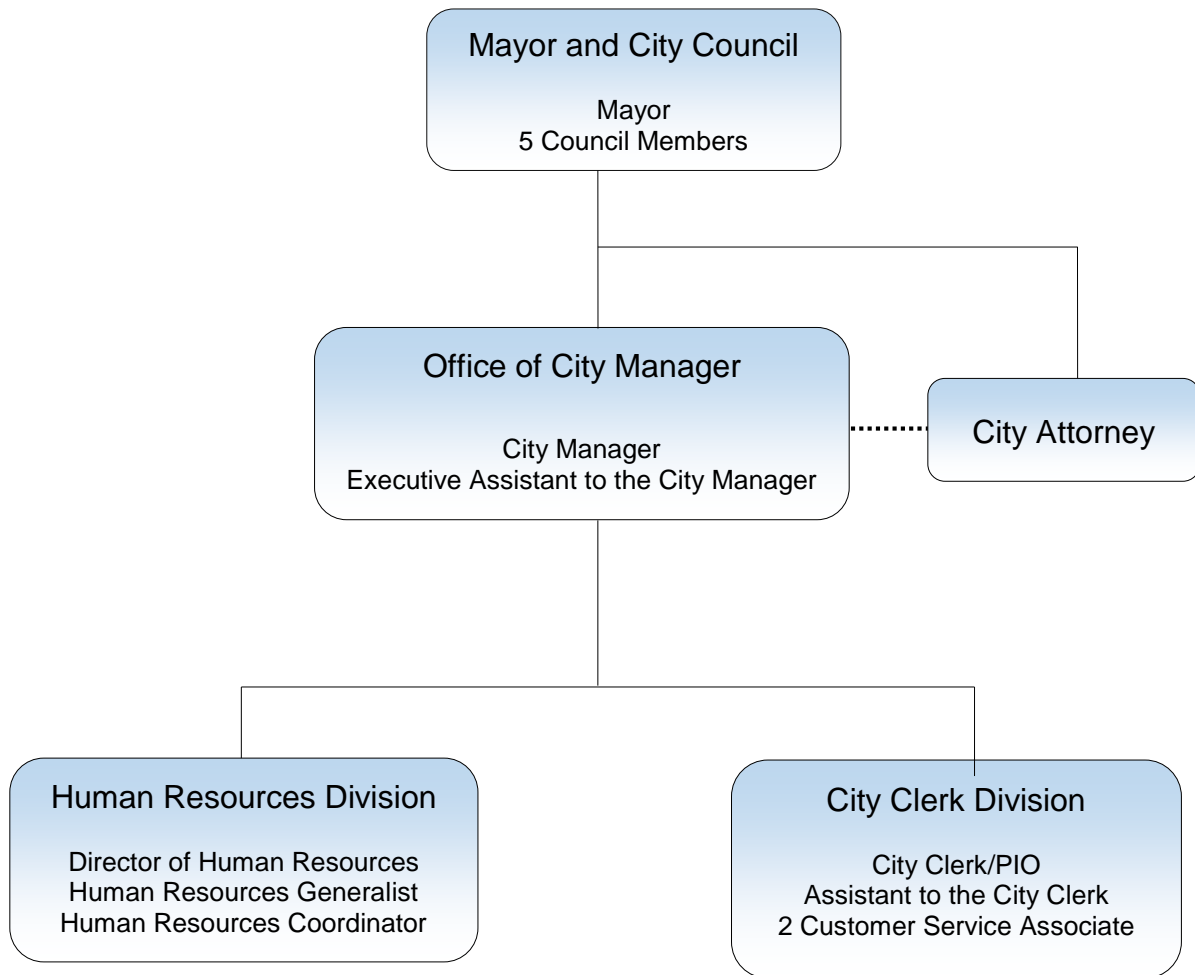 Mayor and City Council
Mayor
5 Council Members
Office of City Manager
City Manager
Executive Assistant to the City Manager
City Attorney
Human Resources Division
Director of Human Resources
Human Resources Generalist
Human Resources Coordinator
City Clerk Division
City Clerk/PIO
Assistant to the City Clerk
2 Customer Service Associate